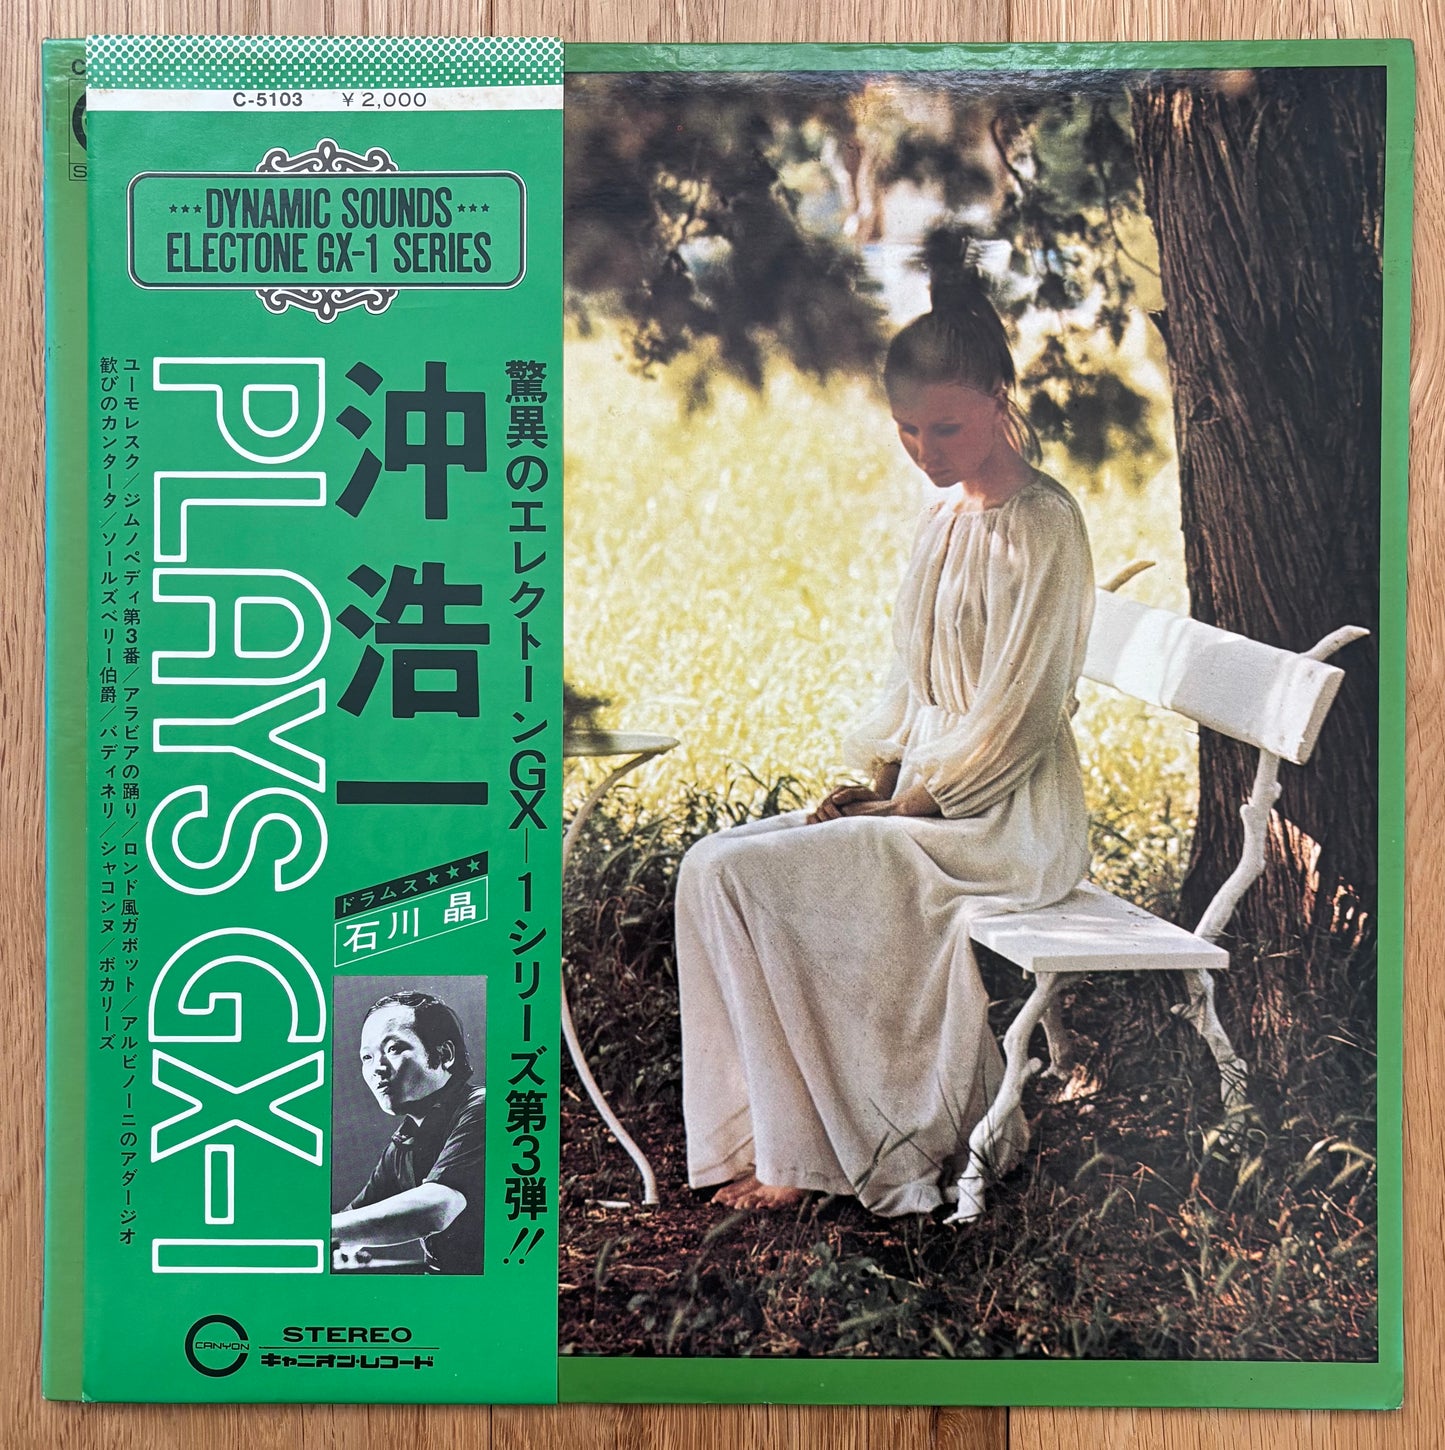 C-5103 ¥2,000
★★★DYNAMIC SOUNDS★★★
ELECTONE GX-1 SERIES
驚異のエレクトーンGX-1シリーズ第3弾!!
沖浩一
ドラムス★★★
石川 晶
PLAYS GX-1
ユーモレスク/ジムノペディ第3番/アラビアの踊り/ロンド風ガボット/アルビノーニのアダージオ
歓びのカンタータ/ソールズベリー伯爵/バディネリ/シャコンヌ/ボカリーズ
CANYON
STEREO
キャニオン・レコード